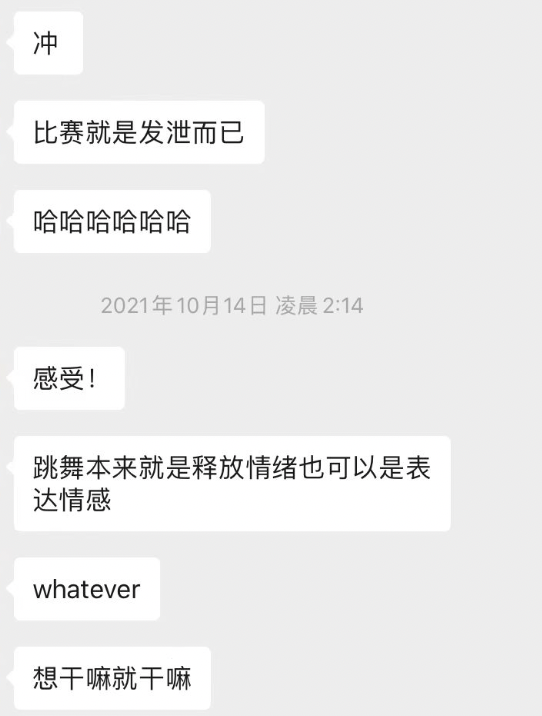 冲
比赛就是发泄而已
哈哈哈哈哈哈
2021年10月14日 凌晨 2:14
感受！
跳舞本来就是释放情绪也可以是表
达情感
whatever
想干嘛就干嘛